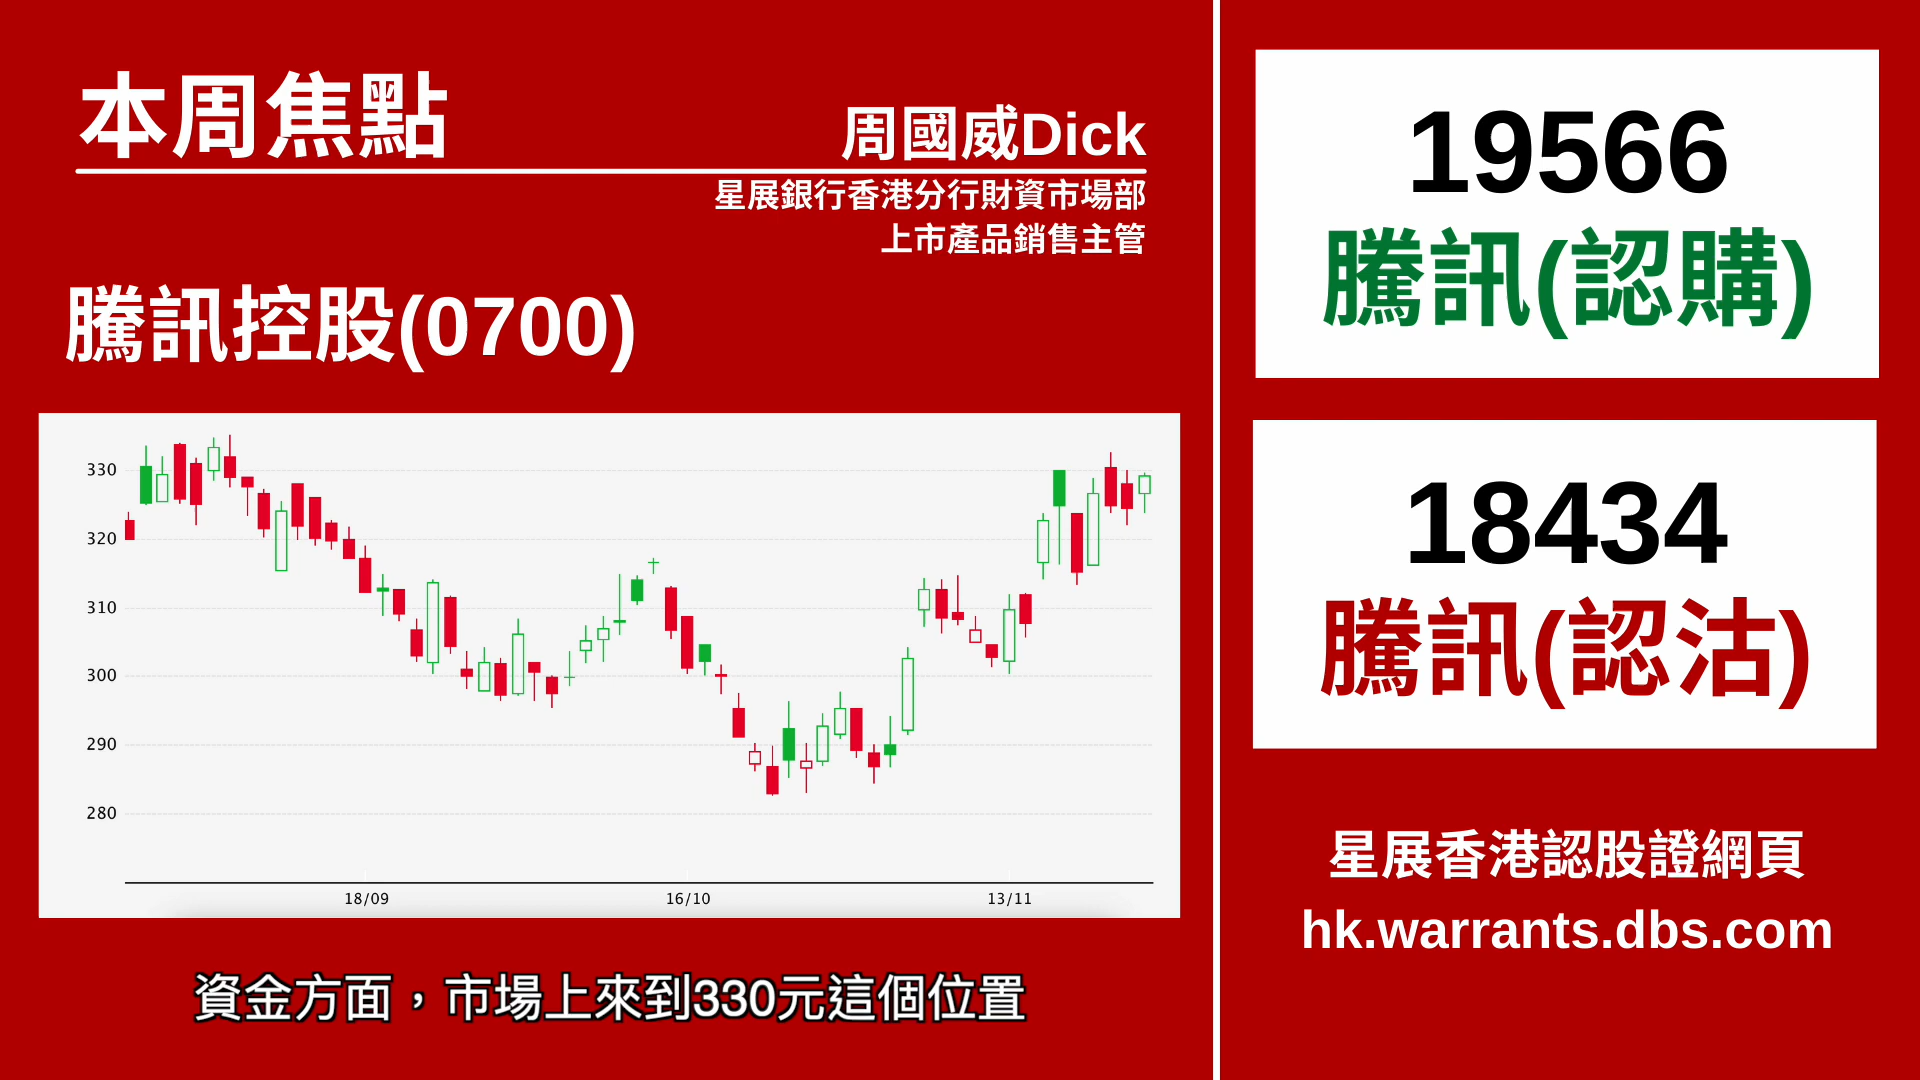 本周焦點
周國威Dick
星展銀行香港分行財資市場部
上市產品銷售主管
騰訊控股(0700)
330
320
310
300
290
280
18/09
16/10
13/11
資金方面，市場上來到330元這個位置
19566
騰訊(認購)
18434
騰訊(認沽)
星展香港認股證網頁
hk.warrants.dbs.com